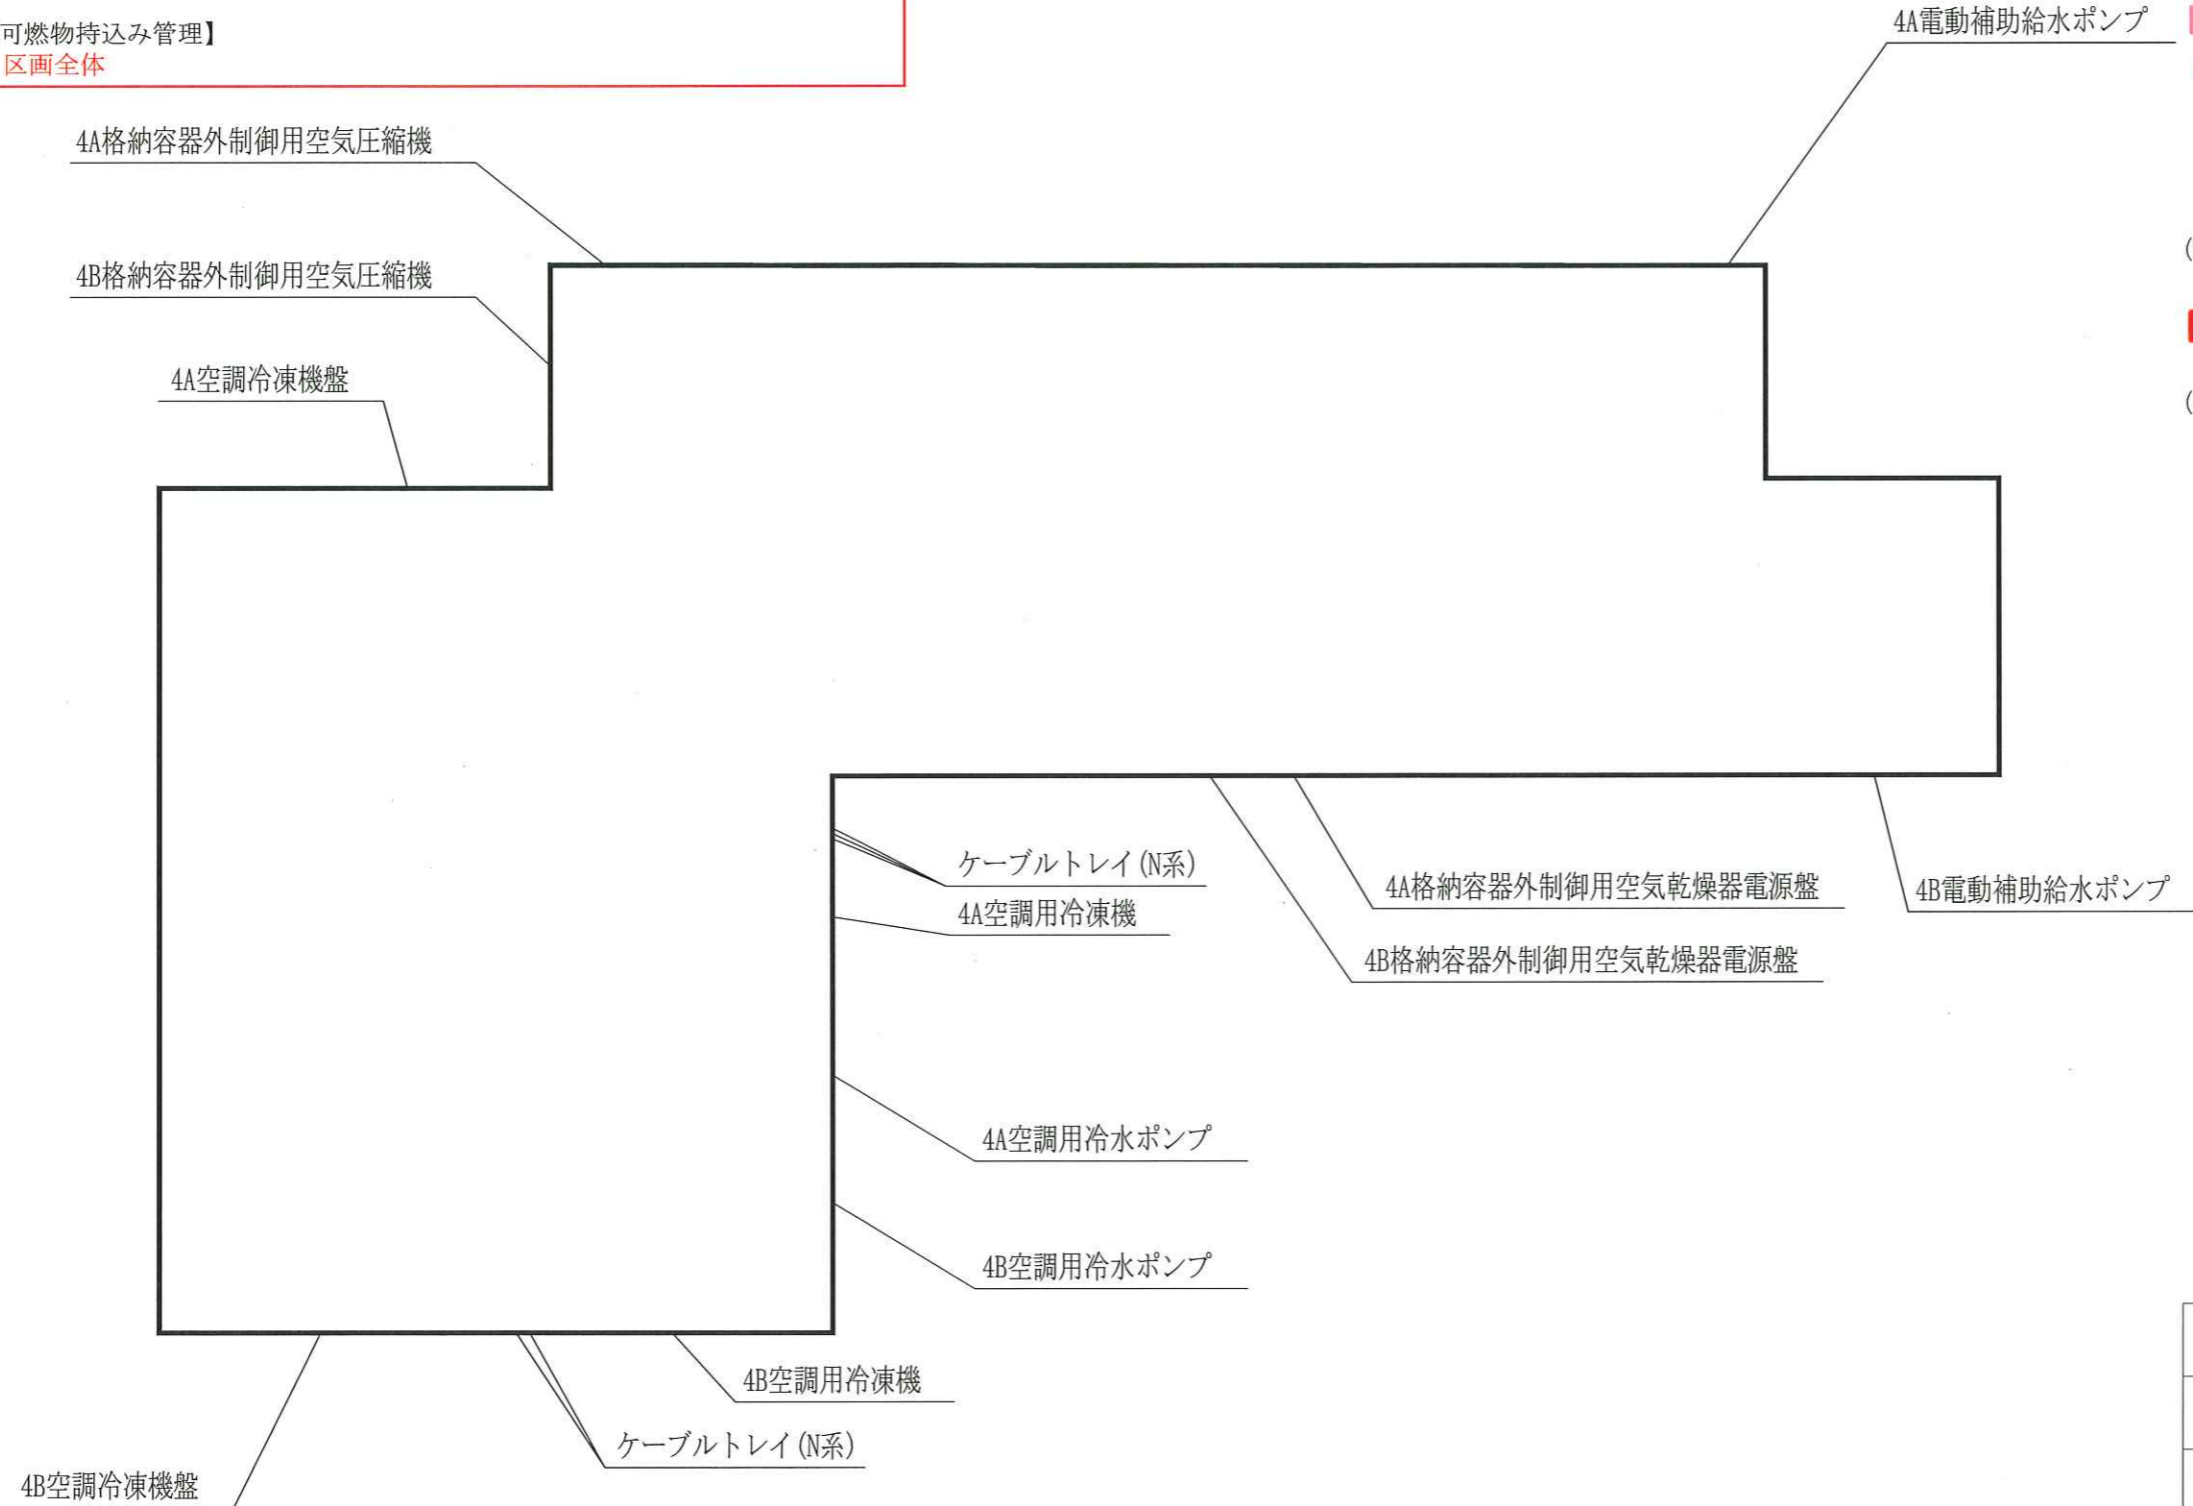 可燃物持込み管理】
区画全体
4A電動補助給水ポンプ
4A格納容器外制御用空気圧縮機
4B格納容器外制御用空気圧縮機
4A空調冷凍機盤
(
(
ケーブルトレイ(N系)
4A空調用冷凍機
4A格納容器外制御用空気乾燥器電源盤
4B電動補助給水ポンプ
4B格納容器外制御用空気乾燥器電源盤
4A空調用冷水ポンプ
4B空調用冷水ポンプ
4B空調用冷凍機
ケーブルトレイ(N系)
4B空調冷凍機盤